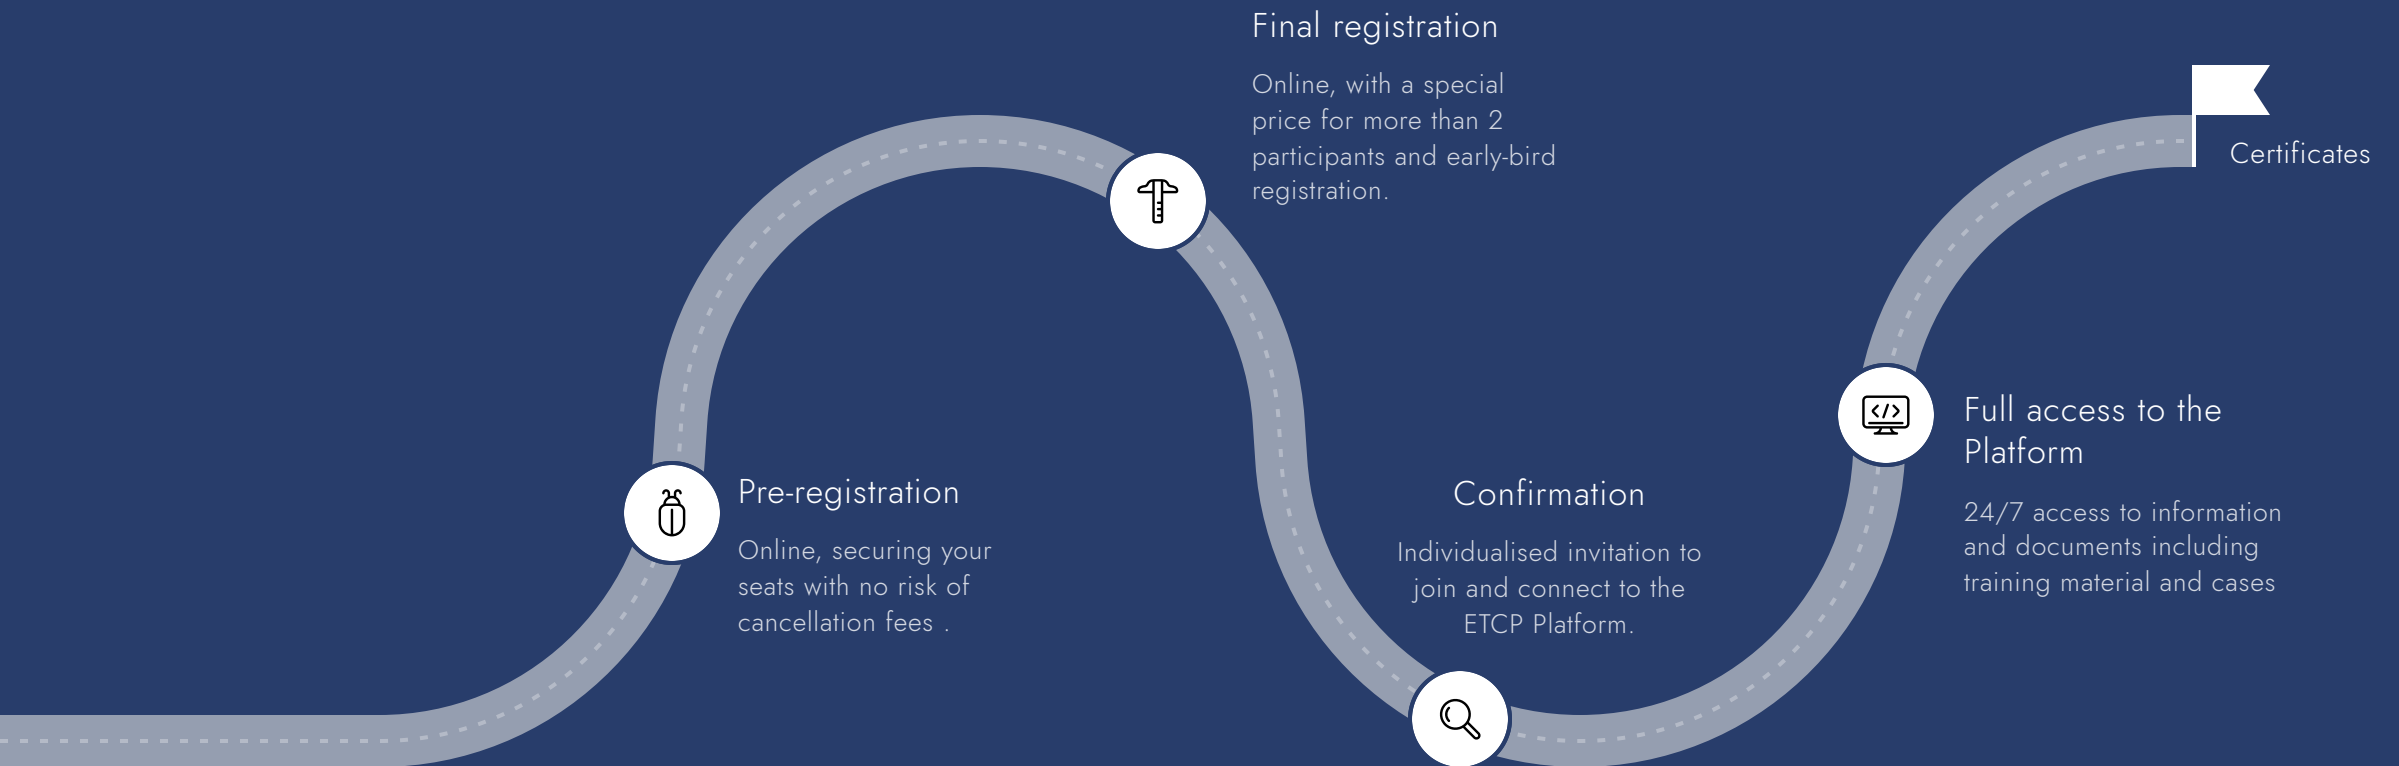 Final registration
Online, with a special
price for more than 2
participants and early-bird
registration.
Certificates
Pre-registration
Online, securing your
seats with no risk of
cancellation fees .
Confirmation
Individualised invitation to
join and connect to the
ETCP Platform.
Full access to the
Platform
24/7 access to information
and documents including
training material and cases